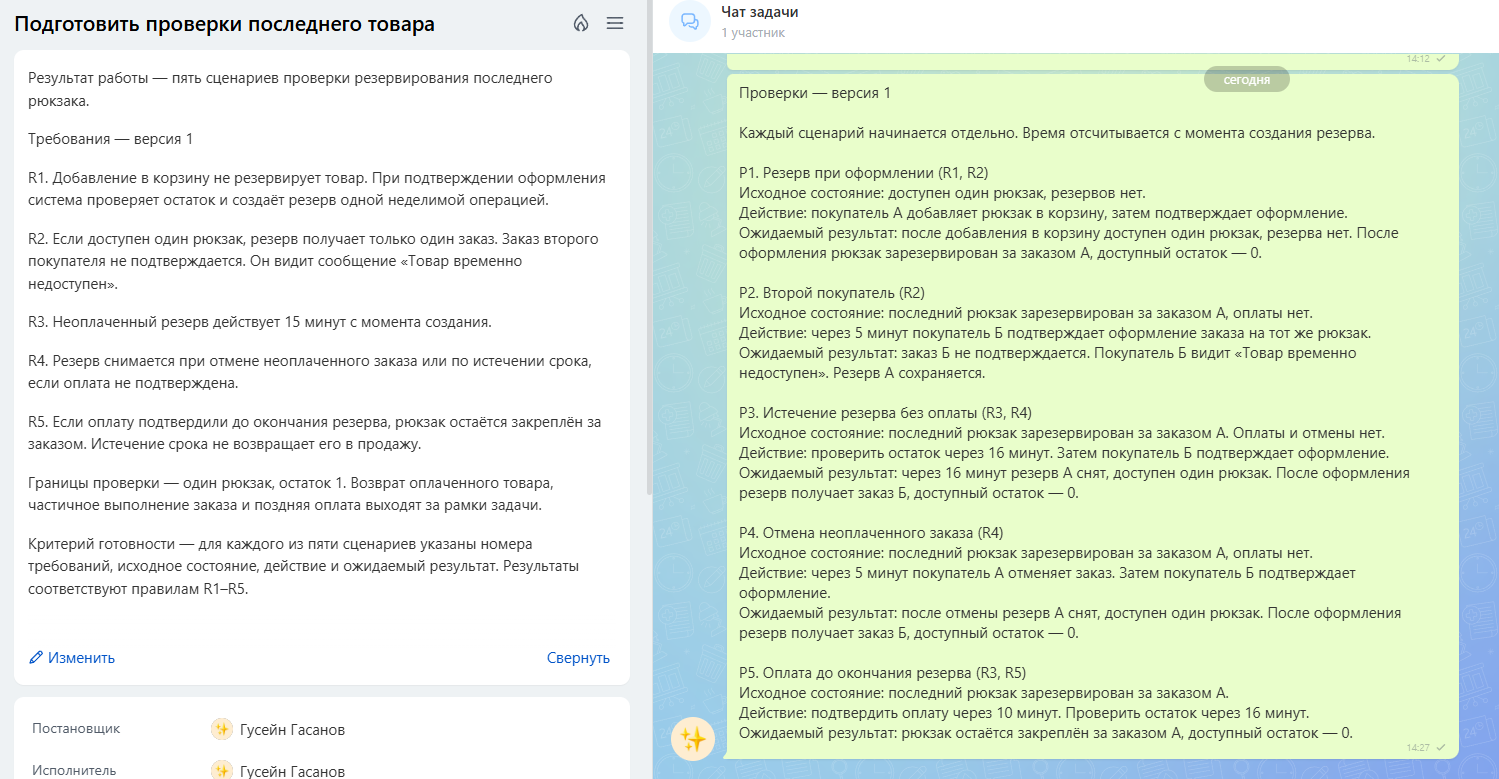 Подготовить проверки последнего товара
Результат работы — пять сценариев проверки резервирования последнего
рюкзака.
Требования — версия 1
R1. Добавление в корзину не резервирует товар. При подтверждении оформления
система проверяет остаток и создаёт резерв одной неделимой операцией.
R2. Если доступен один рюкзак, резерв получает только один заказ. Заказ второго
покупателя не подтверждается. Он видит сообщение «Товар временно
недоступен».
R3. Неоплаченный резерв действует 15 минут с момента создания.
R4. Резерв снимается при отмене неоплаченного заказа или по истечении срока,
если оплата не подтверждена.
R5. Если оплату подтвердили до окончания резерва, рюкзак остаётся закреплён за
заказом. Истечение срока не возвращает его в продажу.
Границы проверки — один рюкзак, остаток 1. Возврат оплаченного товара,
частичное выполнение заказа и поздняя оплата выходят за рамки задачи.
Критерий готовности — для каждого из пяти сценариев указаны номера
требований, исходное состояние, действие и ожидаемый результат. Результаты
соответствуют правилам R1–R5.
Изменить
Свернуть
Постановщик
Гусейн Гасанов
Исполнитель
Гусейн Гасанов
Чат задачи
1 участник
14:12
сегодня
Проверки — версия 1
Каждый сценарий начинается отдельно. Время отсчитывается с момента создания резерва.
P1. Резерв при оформлении (R1, R2)
Исходное состояние: доступен один рюкзак, резервов нет.
Действие: покупатель А добавляет рюкзак в корзину, затем подтверждает оформление.
Ожидаемый результат: после добавления в корзину доступен один рюкзак, резерва нет. После
оформления рюкзак зарезервирован за заказом А, доступный остаток — 0.
P2. Второй покупатель (R2)
Исходное состояние: последний рюкзак зарезервирован за заказом А, оплаты нет.
Действие: через 5 минут покупатель Б подтверждает оформление заказа на тот же рюкзак.
Ожидаемый результат: заказ Б не подтверждается. Покупатель Б видит «Товар временно
недоступен». Резерв А сохраняется.
P3. Истечение резерва без оплаты (R3, R4)
Исходное состояние: последний рюкзак зарезервирован за заказом А. Оплаты и отмены нет.
Действие: проверить остаток через 16 минут. Затем покупатель Б подтверждает оформление.
Ожидаемый результат: через 16 минут резерв А снят, доступен один рюкзак. После оформления
резерв получает заказ Б, доступный остаток — 0.
P4. Отмена неоплаченного заказа (R4)
Исходное состояние: последний рюкзак зарезервирован за заказом А, оплаты нет.
Действие: через 5 минут покупатель А отменяет заказ. Затем покупатель Б подтверждает
оформление.
Ожидаемый результат: после отмены резерв А снят, доступен один рюкзак. После оформления
резерв получает заказ Б, доступный остаток — 0.
P5. Оплата до окончания резерва (R3, R5)
Исходное состояние: последний рюкзак зарезервирован за заказом А.
Действие: подтвердить оплату через 10 минут. Проверить остаток через 16 минут.
Ожидаемый результат: рюкзак остаётся закреплён за заказом А, доступный остаток — 0.
14:27